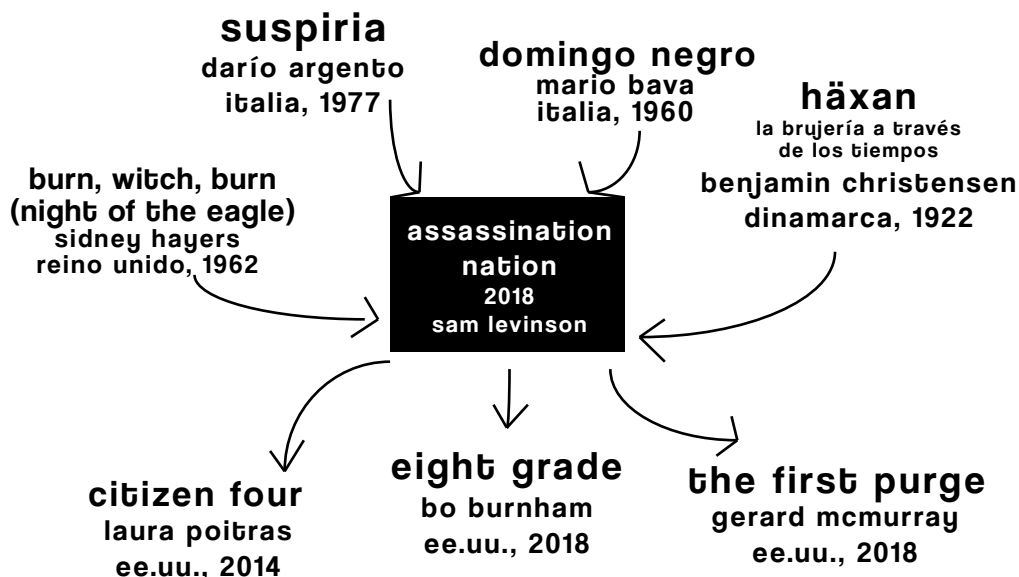 suspiria
darío argento
italia, 1977
domingo negro
mario bava
italia, 1960
häxan
la brujería a través
de los tiempos
benjamin christensen
dinamarca, 1922
burn, witch, burn
(night of the eagle)
sidney hayers
reino unido, 1962
assassination
nation
2018
sam levinson
citizen four
laura poitras
ee.uu., 2014
eight grade
bo burnham
ee.uu., 2018
the first purge
gerard mcmurray
ee.uu., 2018